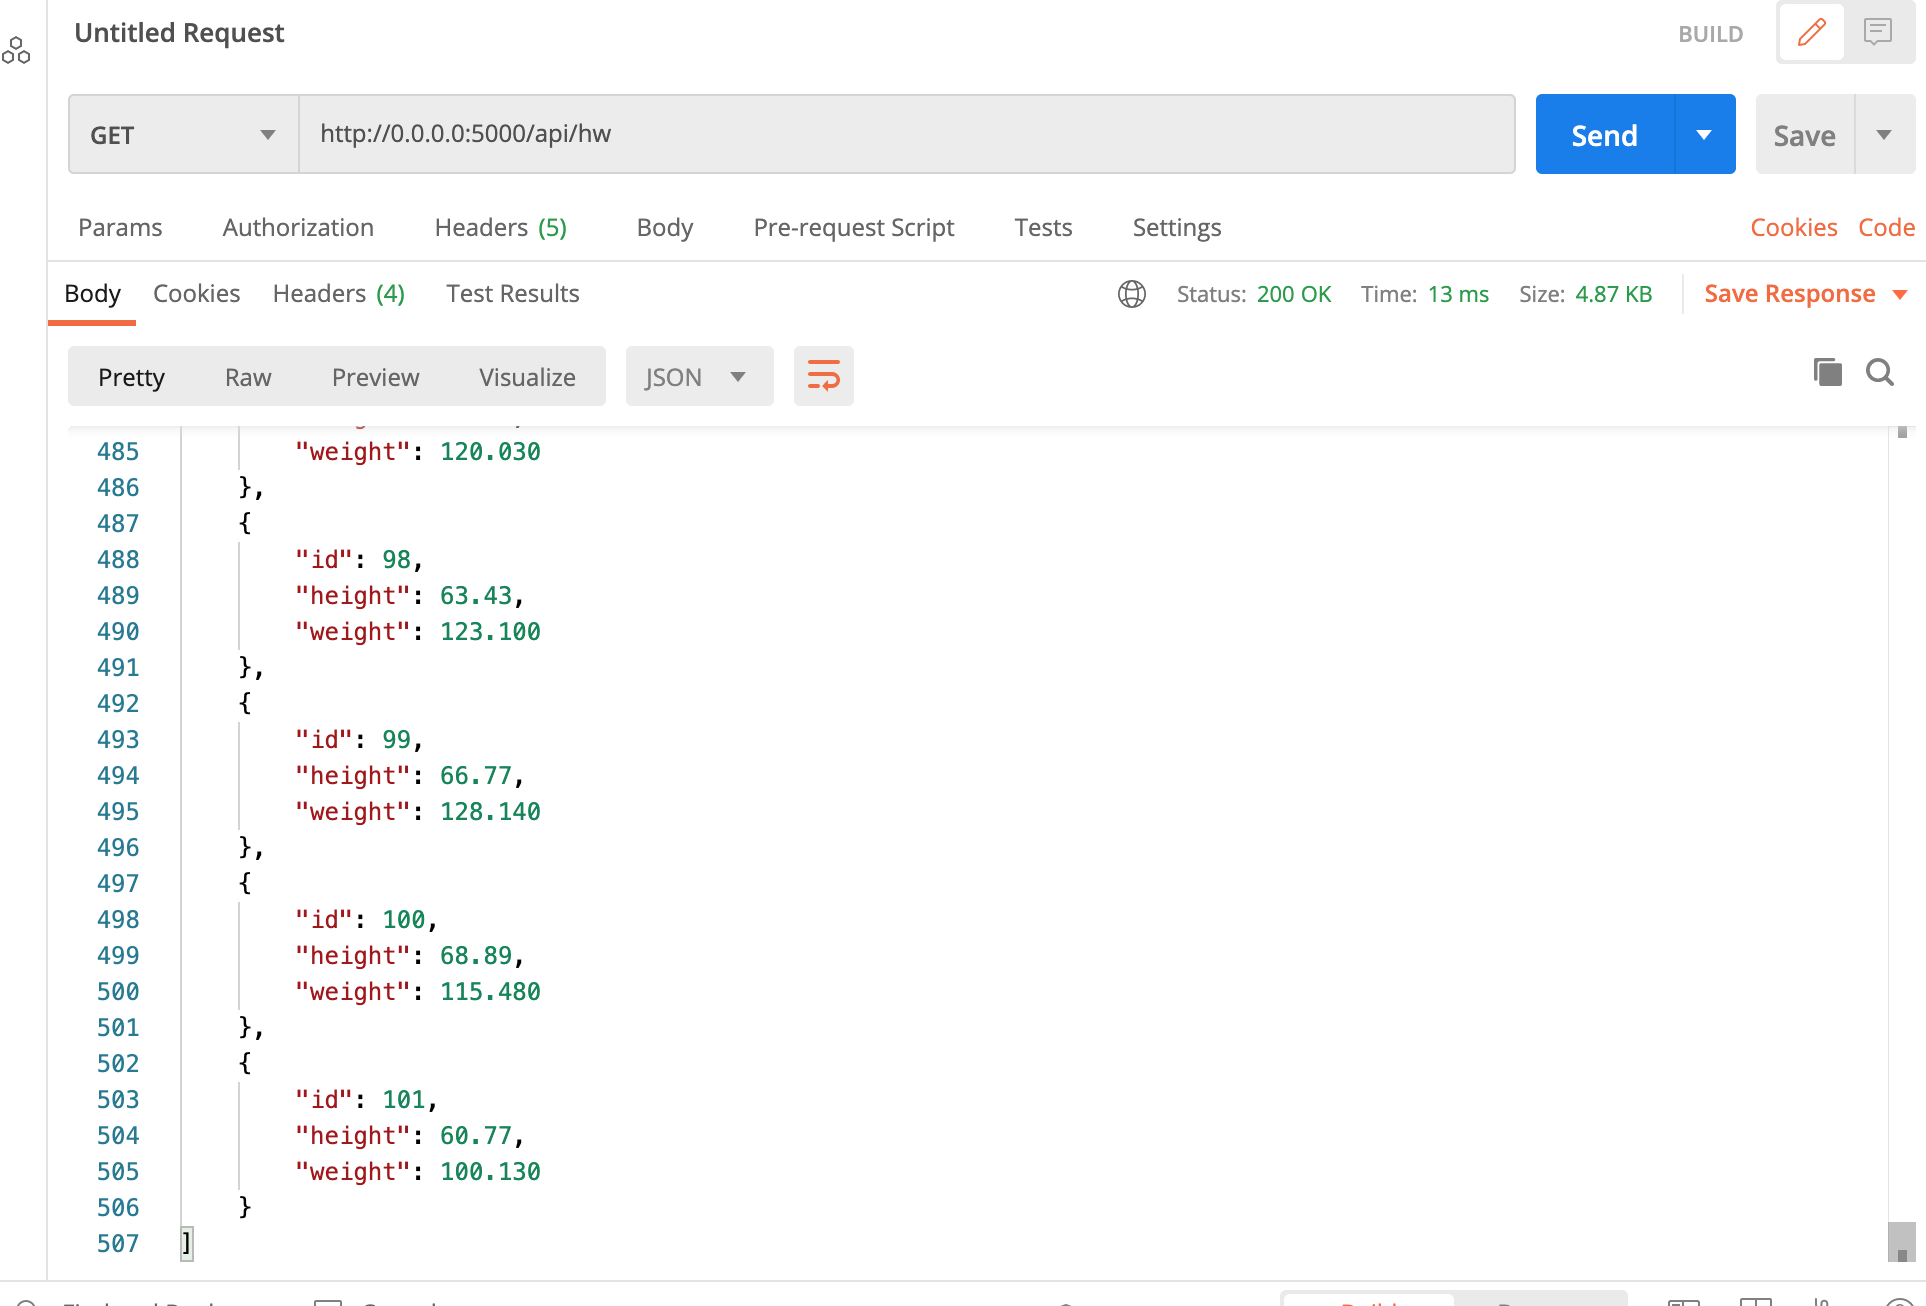 Untitled Request
BUILD
GET
http://0.0.0.0:5000/api/hw
Send
Save
Params Authorization Headers (5) Body Pre-request Script Tests Settings Cookies Code
Body Cookies Headers (4) Test Results Status: 200 OK Time: 13 ms Size: 4.87 KB Save Response
Pretty Raw Preview Visualize JSON
485 "weight": 120.030
486 },
487 {
488 "id": 98,
489 "height": 63.43,
490 "weight": 123.100
491 },
492 {
493 "id": 99,
494 "height": 66.77,
495 "weight": 128.140
496 },
497 {
498 "id": 100,
499 "height": 68.89,
500 "weight": 115.480
501 },
502 {
503 "id": 101,
504 "height": 60.77,
505 "weight": 100.130
506 }
507 ]